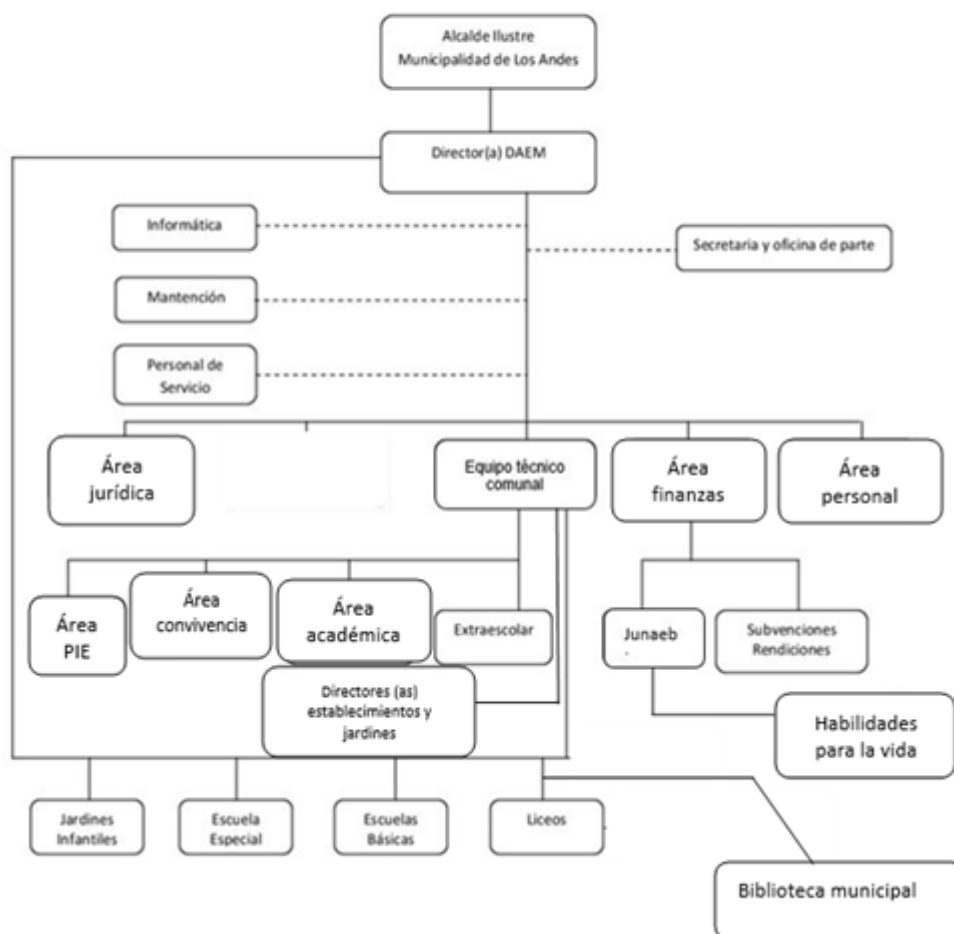 Alcalde Ilustre
Municipalidad de Los Andes
Director(a) DAEM
Informática
Secretaria y oficina de parte
Mantención
Personal de
Servicio
Área
jurídica
Equipo técnico
comunal
Área
finanzas
Área
personal
Área
PIE
Área
convivencia
Área
académica
Extraescolar
Junaeb
Subvenciones
Rendiciones
Directores (as)
establecimientos y
jardines
Habilidades
para la vida
Jardines
Infantiles
Escuela
Especial
Escuelas
Básicas
Liceos
Biblioteca municipal